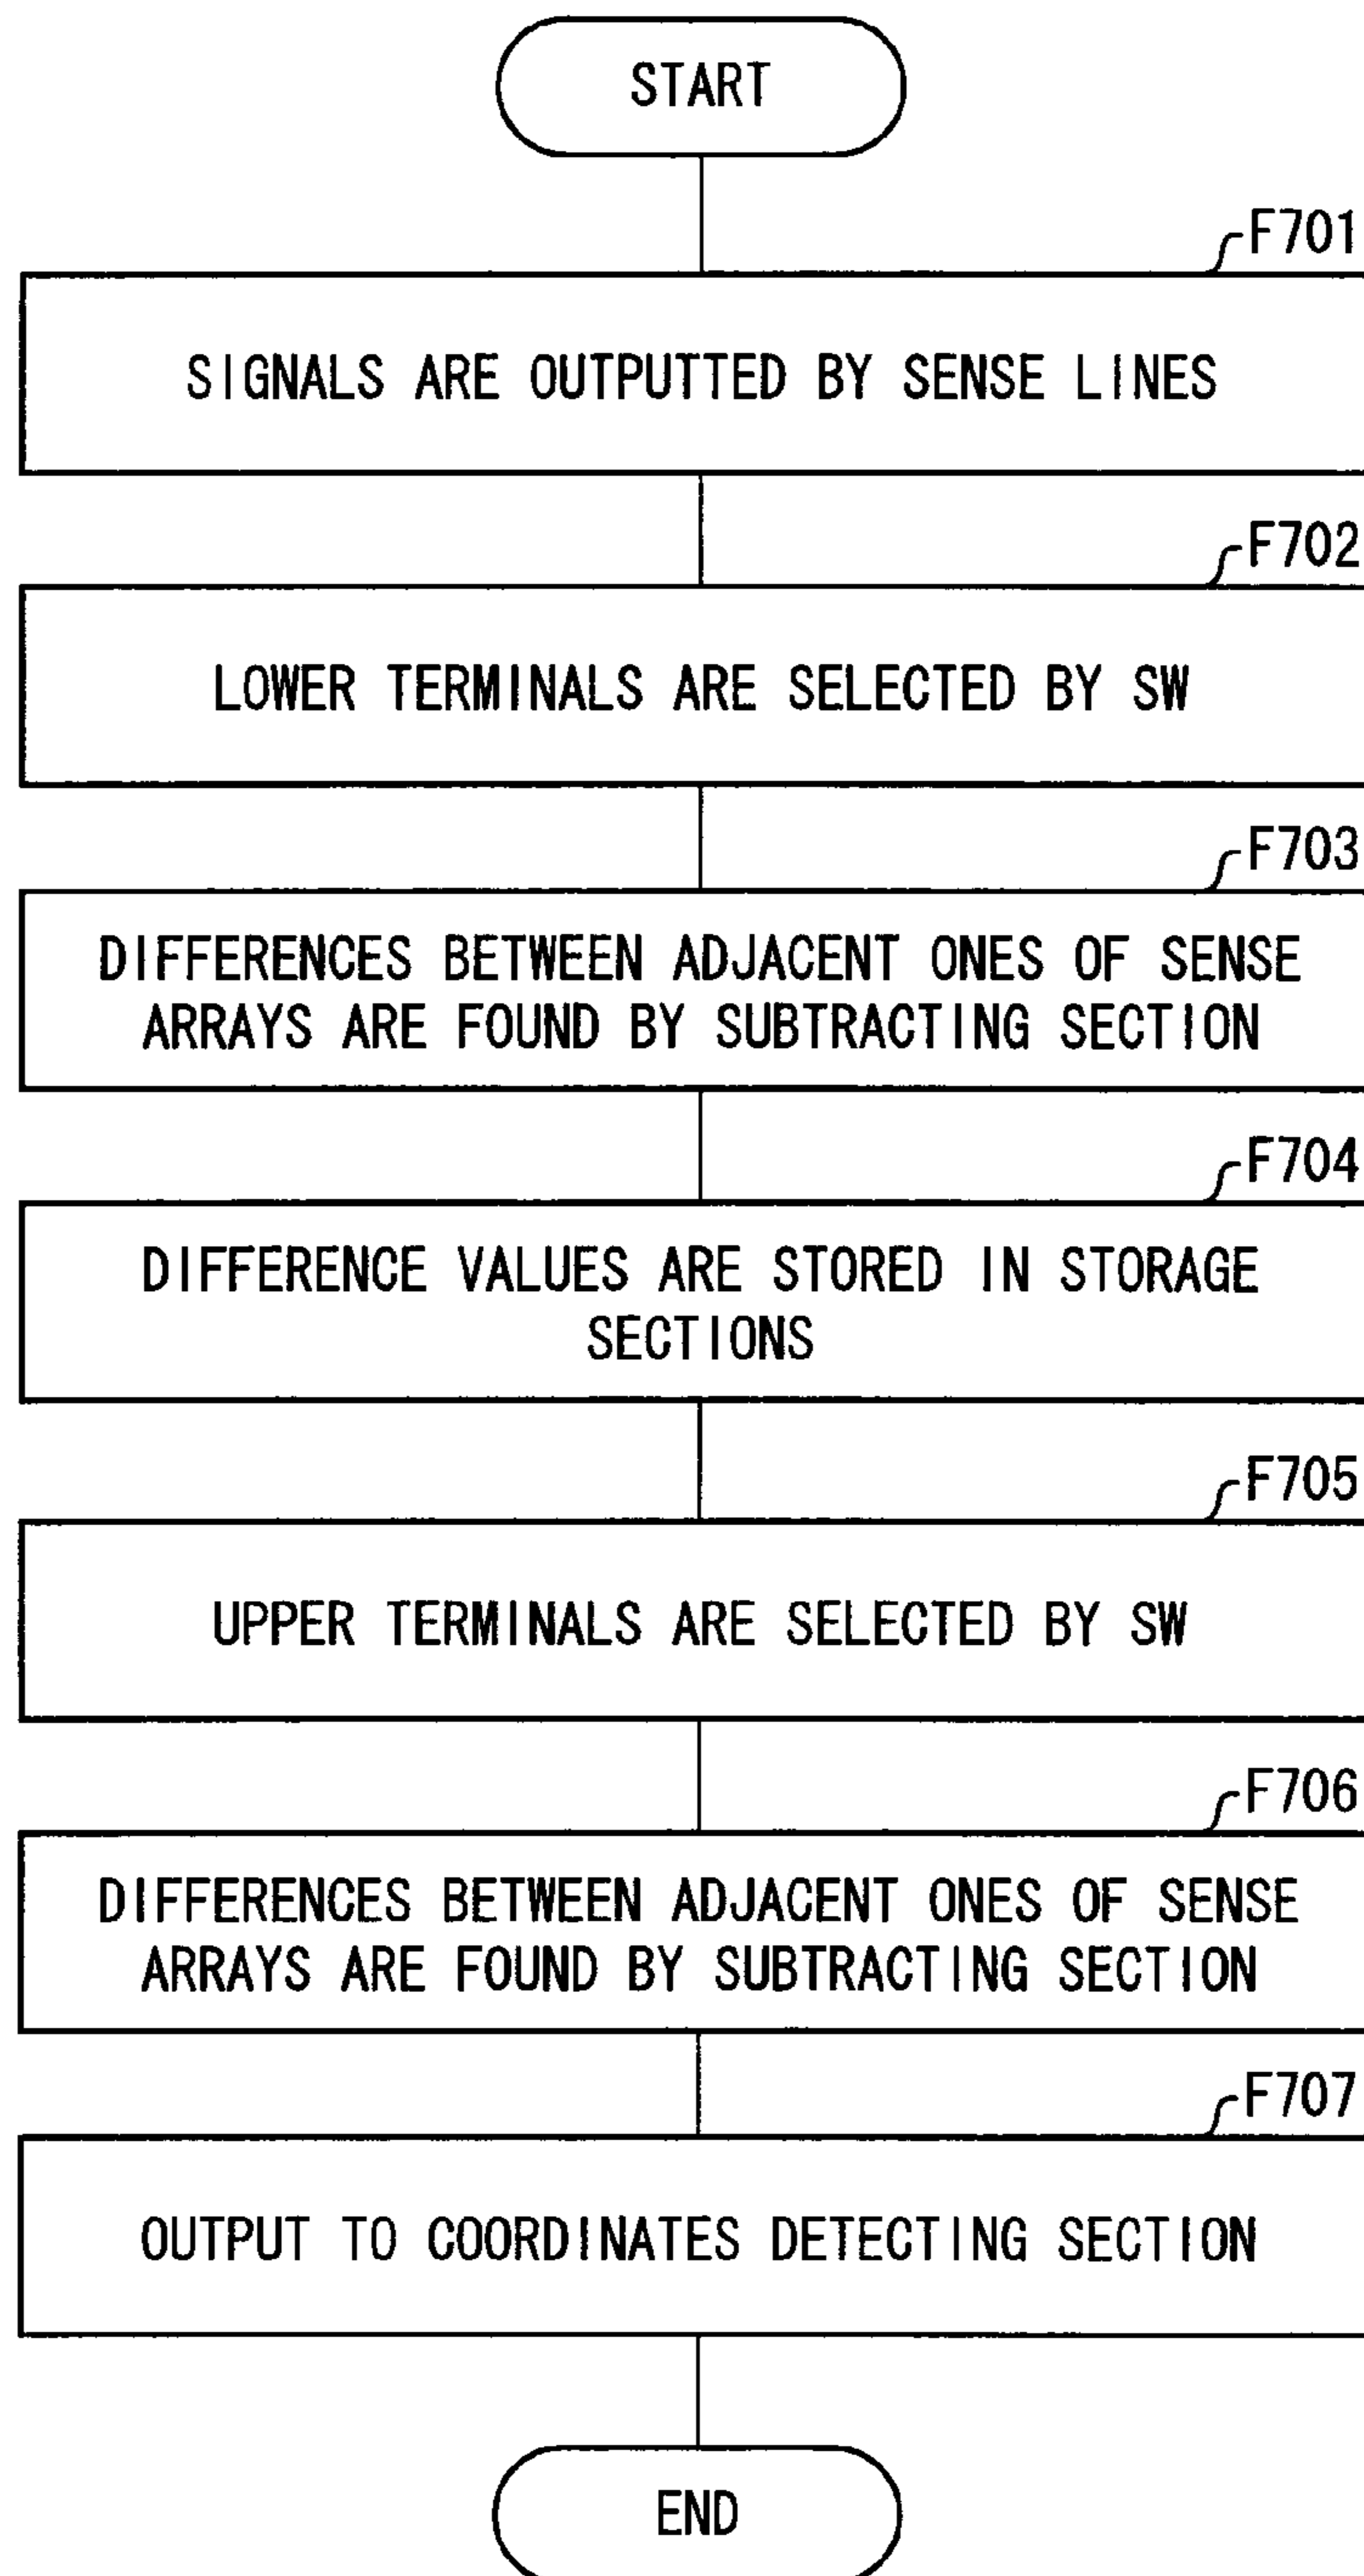 START
F701
SIGNALS ARE OUTPUTTED BY SENSE LINES
F702
LOWER TERMINALS ARE SELECTED BY SW
F703
DIFFERENCES BETWEEN ADJACENT ONES OF SENSE
ARRAYS ARE FOUND BY SUBTRACTING SECTION
F704
DIFFERENCE VALUES ARE STORED IN STORAGE
SECTIONS
F705
UPPER TERMINALS ARE SELECTED BY SW
F706
DIFFERENCES BETWEEN ADJACENT ONES OF SENSE
ARRAYS ARE FOUND BY SUBTRACTING SECTION
F707
OUTPUT TO COORDINATES DETECTING SECTION
END